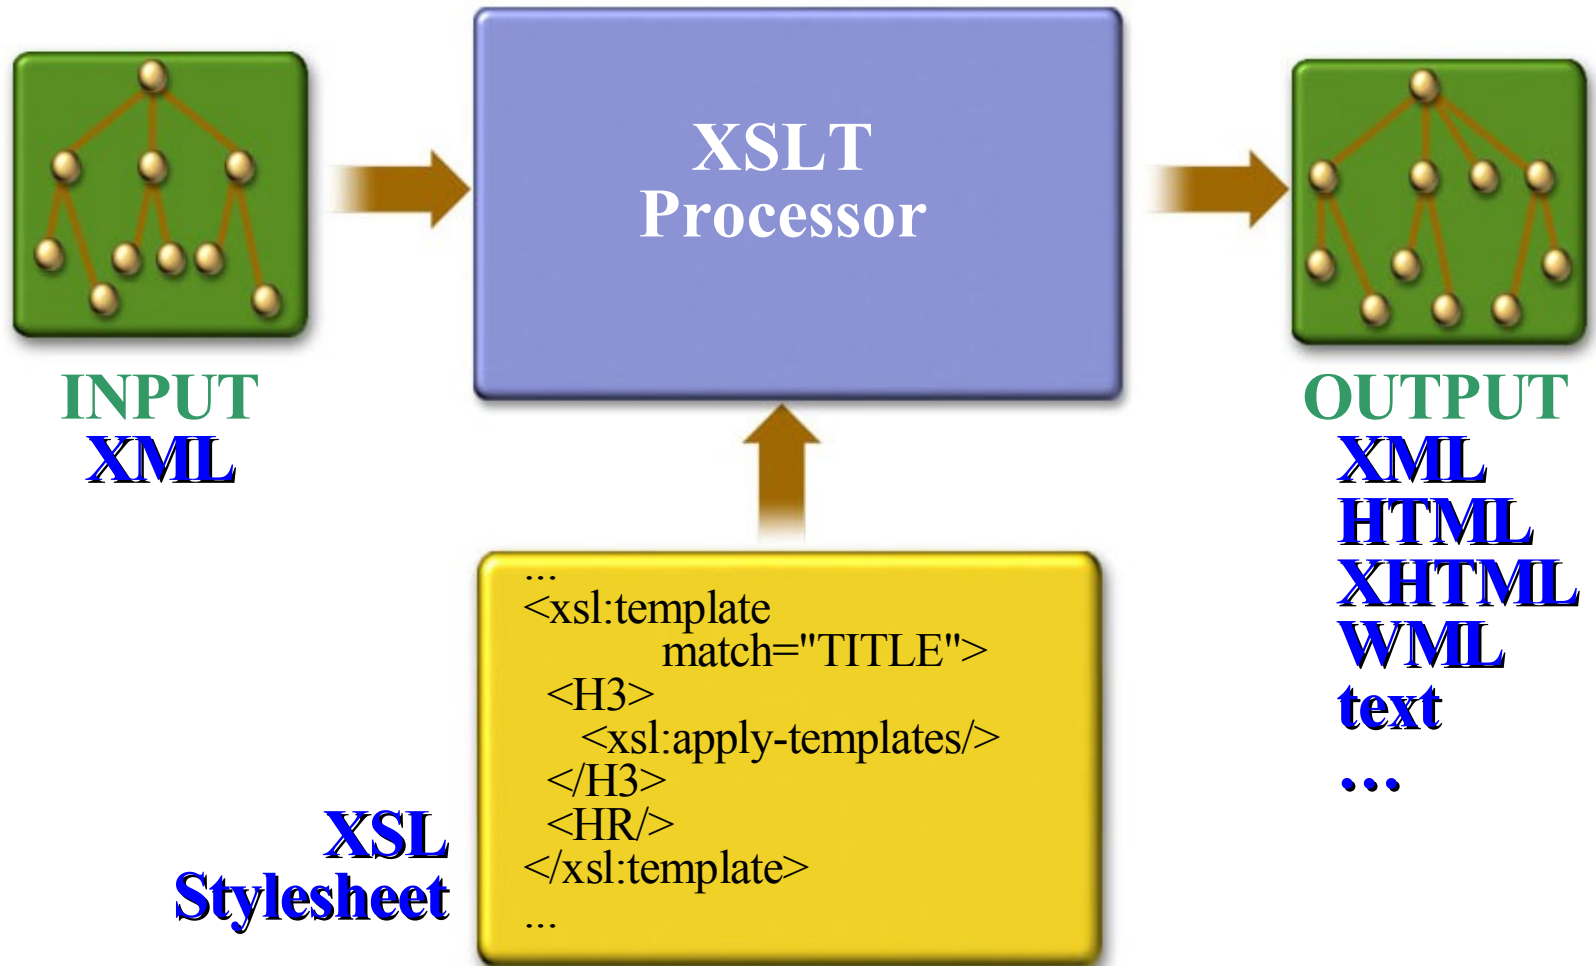 XSLT
Processor
INPUT
XML
OUTPUT
XML
HTML
XHTML
WML
text
...
XSL
Stylesheet
...
<xsl:template
match="TITLE">
<H3>
<xsl:apply-templates/>
</H3>
<HR/>
</xsl:template>
...